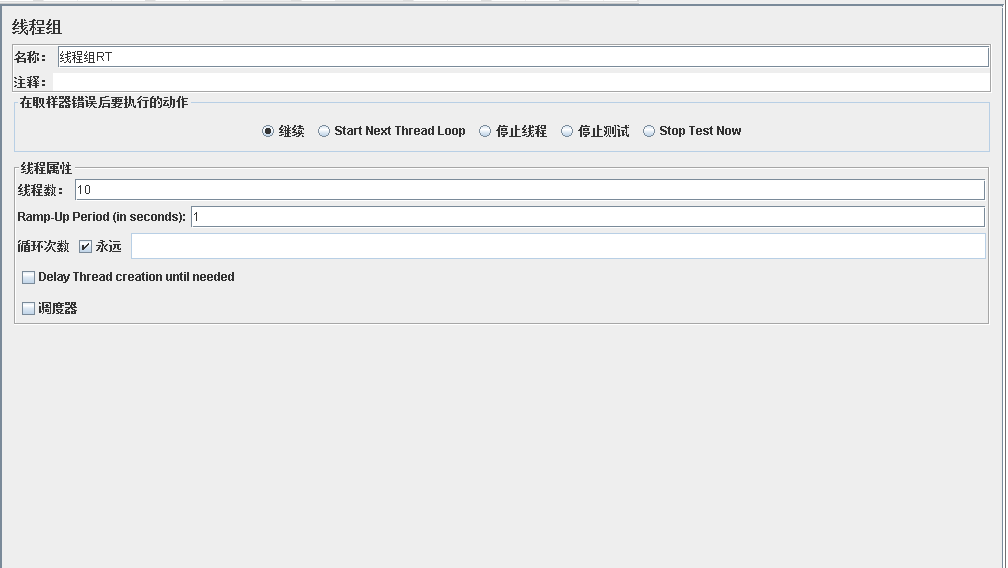 线程组
名称： 线程组RT
注释：
在取样器错误后要执行的动作
继续 Start Next Thread Loop 停止线程 停止测试 Stop Test Now
线程属性
线程数： 10
Ramp-Up Period (in seconds): 1
循环次数 永远
Delay Thread creation until needed
调度器